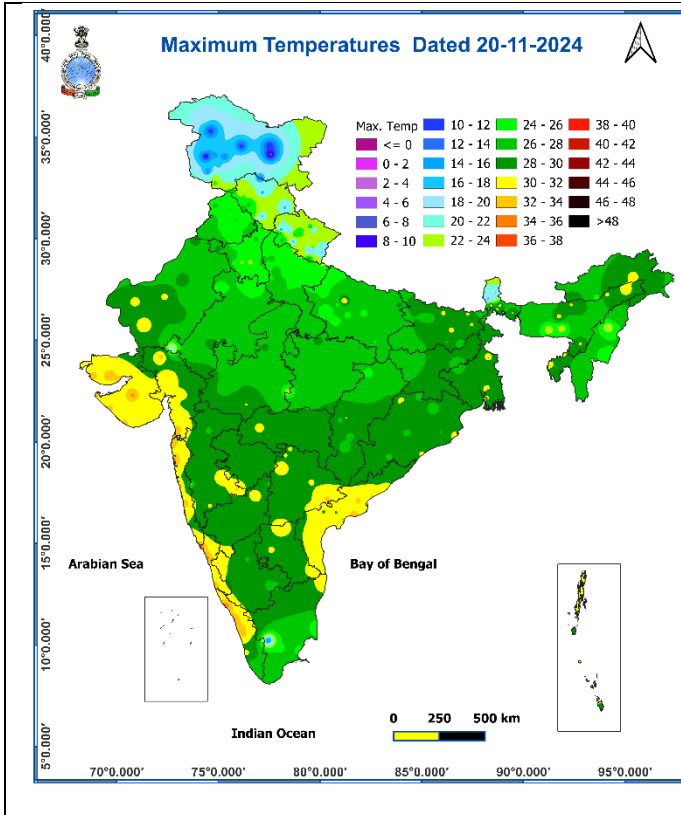 Maximum Temperatures Dated 20-11-2024
Max. Temp
<= 0
0 - 2
2 - 4
4 - 6
6 - 8
8 - 10
10 - 12
12 - 14
14 - 16
16 - 18
18 - 20
20 - 22
22 - 24
24 - 26
26 - 28
28 - 30
30 - 32
32 - 34
34 - 36
36 - 38
38 - 40
40 - 42
42 - 44
44 - 46
46 - 48
>48
40°0.000'
35°0.000'
30°0.000'
25°0.000'
20°0.000'
15°0.000'
10°0.000'
5°0.000'
Arabian Sea
Bay of Bengal
Indian Ocean
0 250 500 km
70°0.000' 75°0.000' 80°0.000' 85°0.000' 90°0.000' 95°0.000'